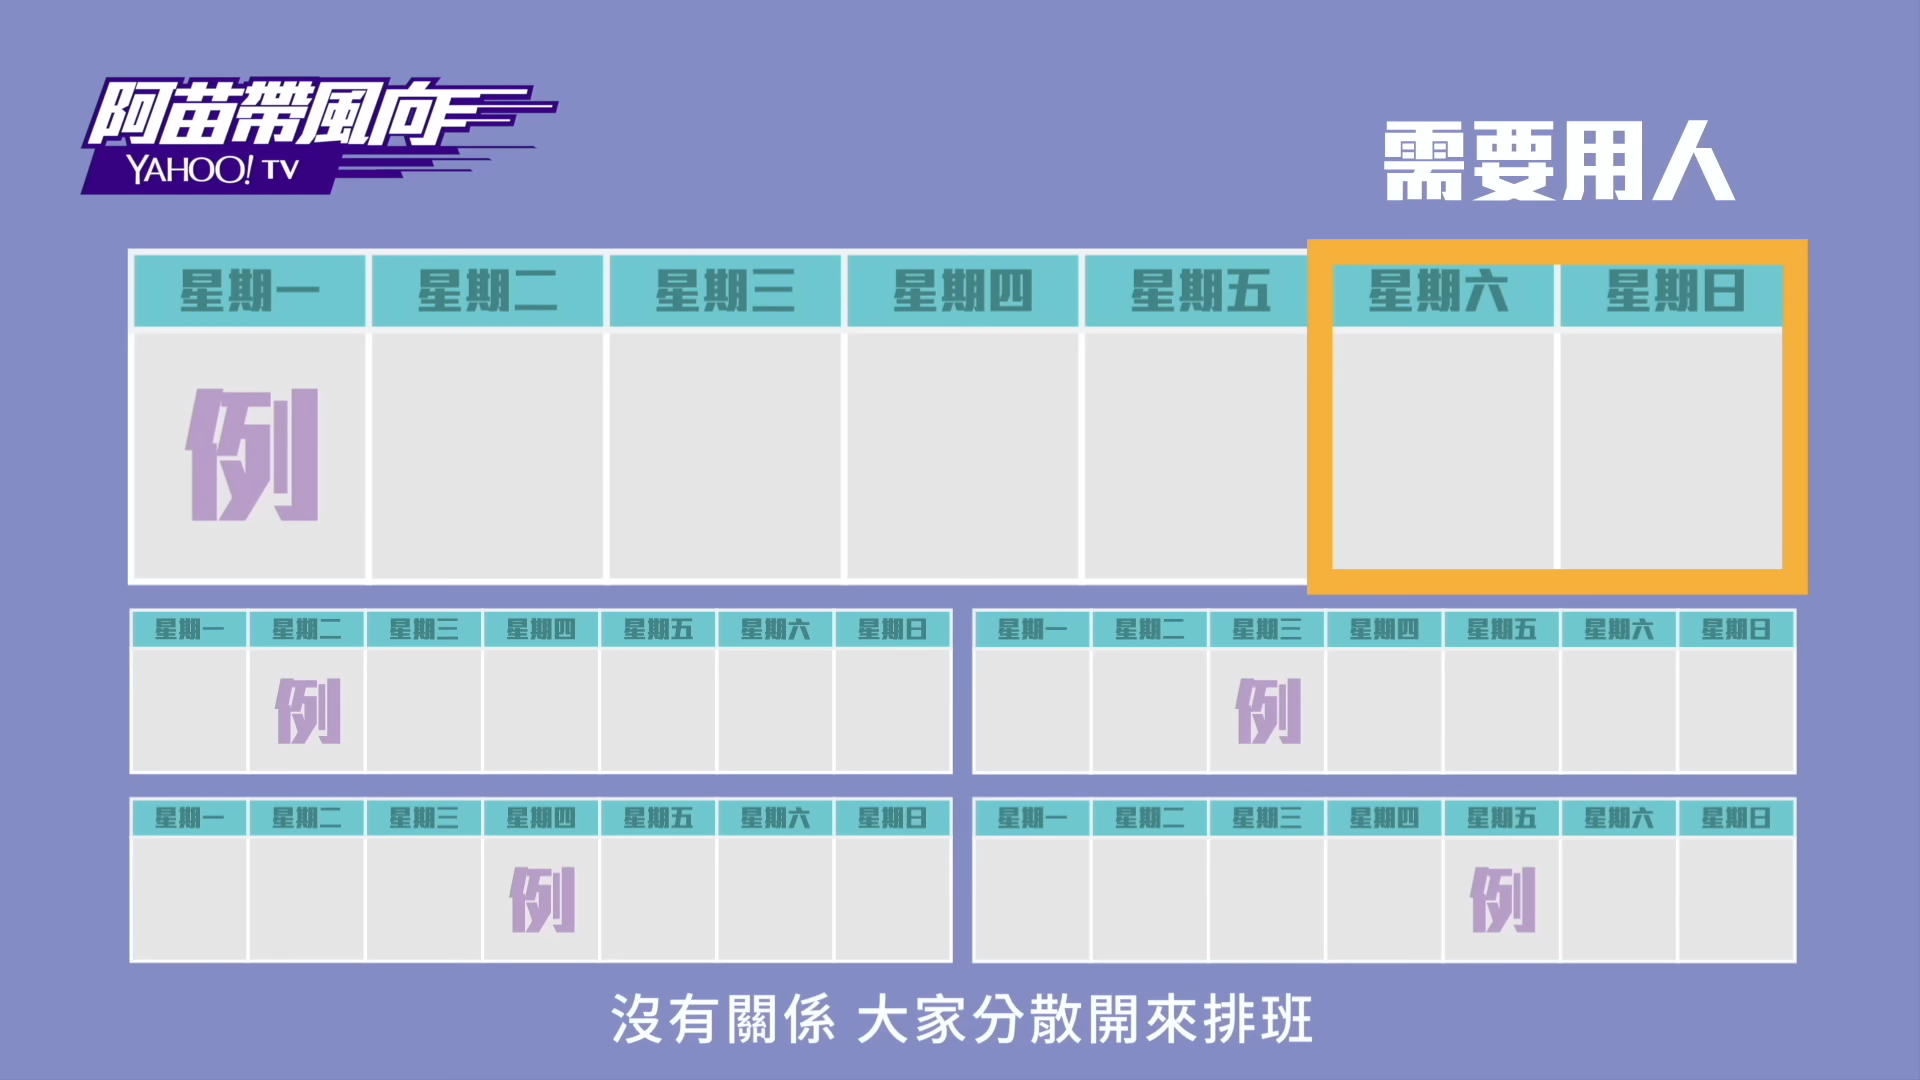 阿苗帶風向
YAHOO! TV
需要用人
星期一 星期二 星期三 星期四 星期五 星期六 星期日
例
星期一 星期二 星期三 星期四 星期五 星期六 星期日
例
星期一 星期二 星期三 星期四 星期五 星期六 星期日
例
星期一 星期二 星期三 星期四 星期五 星期六 星期日
例
星期一 星期二 星期三 星期四 星期五 星期六 星期日
例
沒有關係 大家分散開來排班